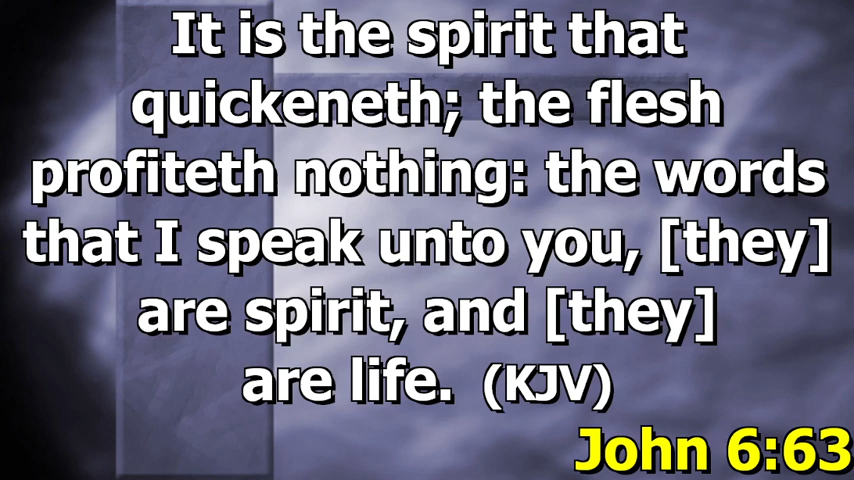 It is the spirit that
quickeneth; the flesh
profiteth nothing: the words
that I speak unto you, [they]
are spirit, and [they]
are life. (KJV)
John 6:63